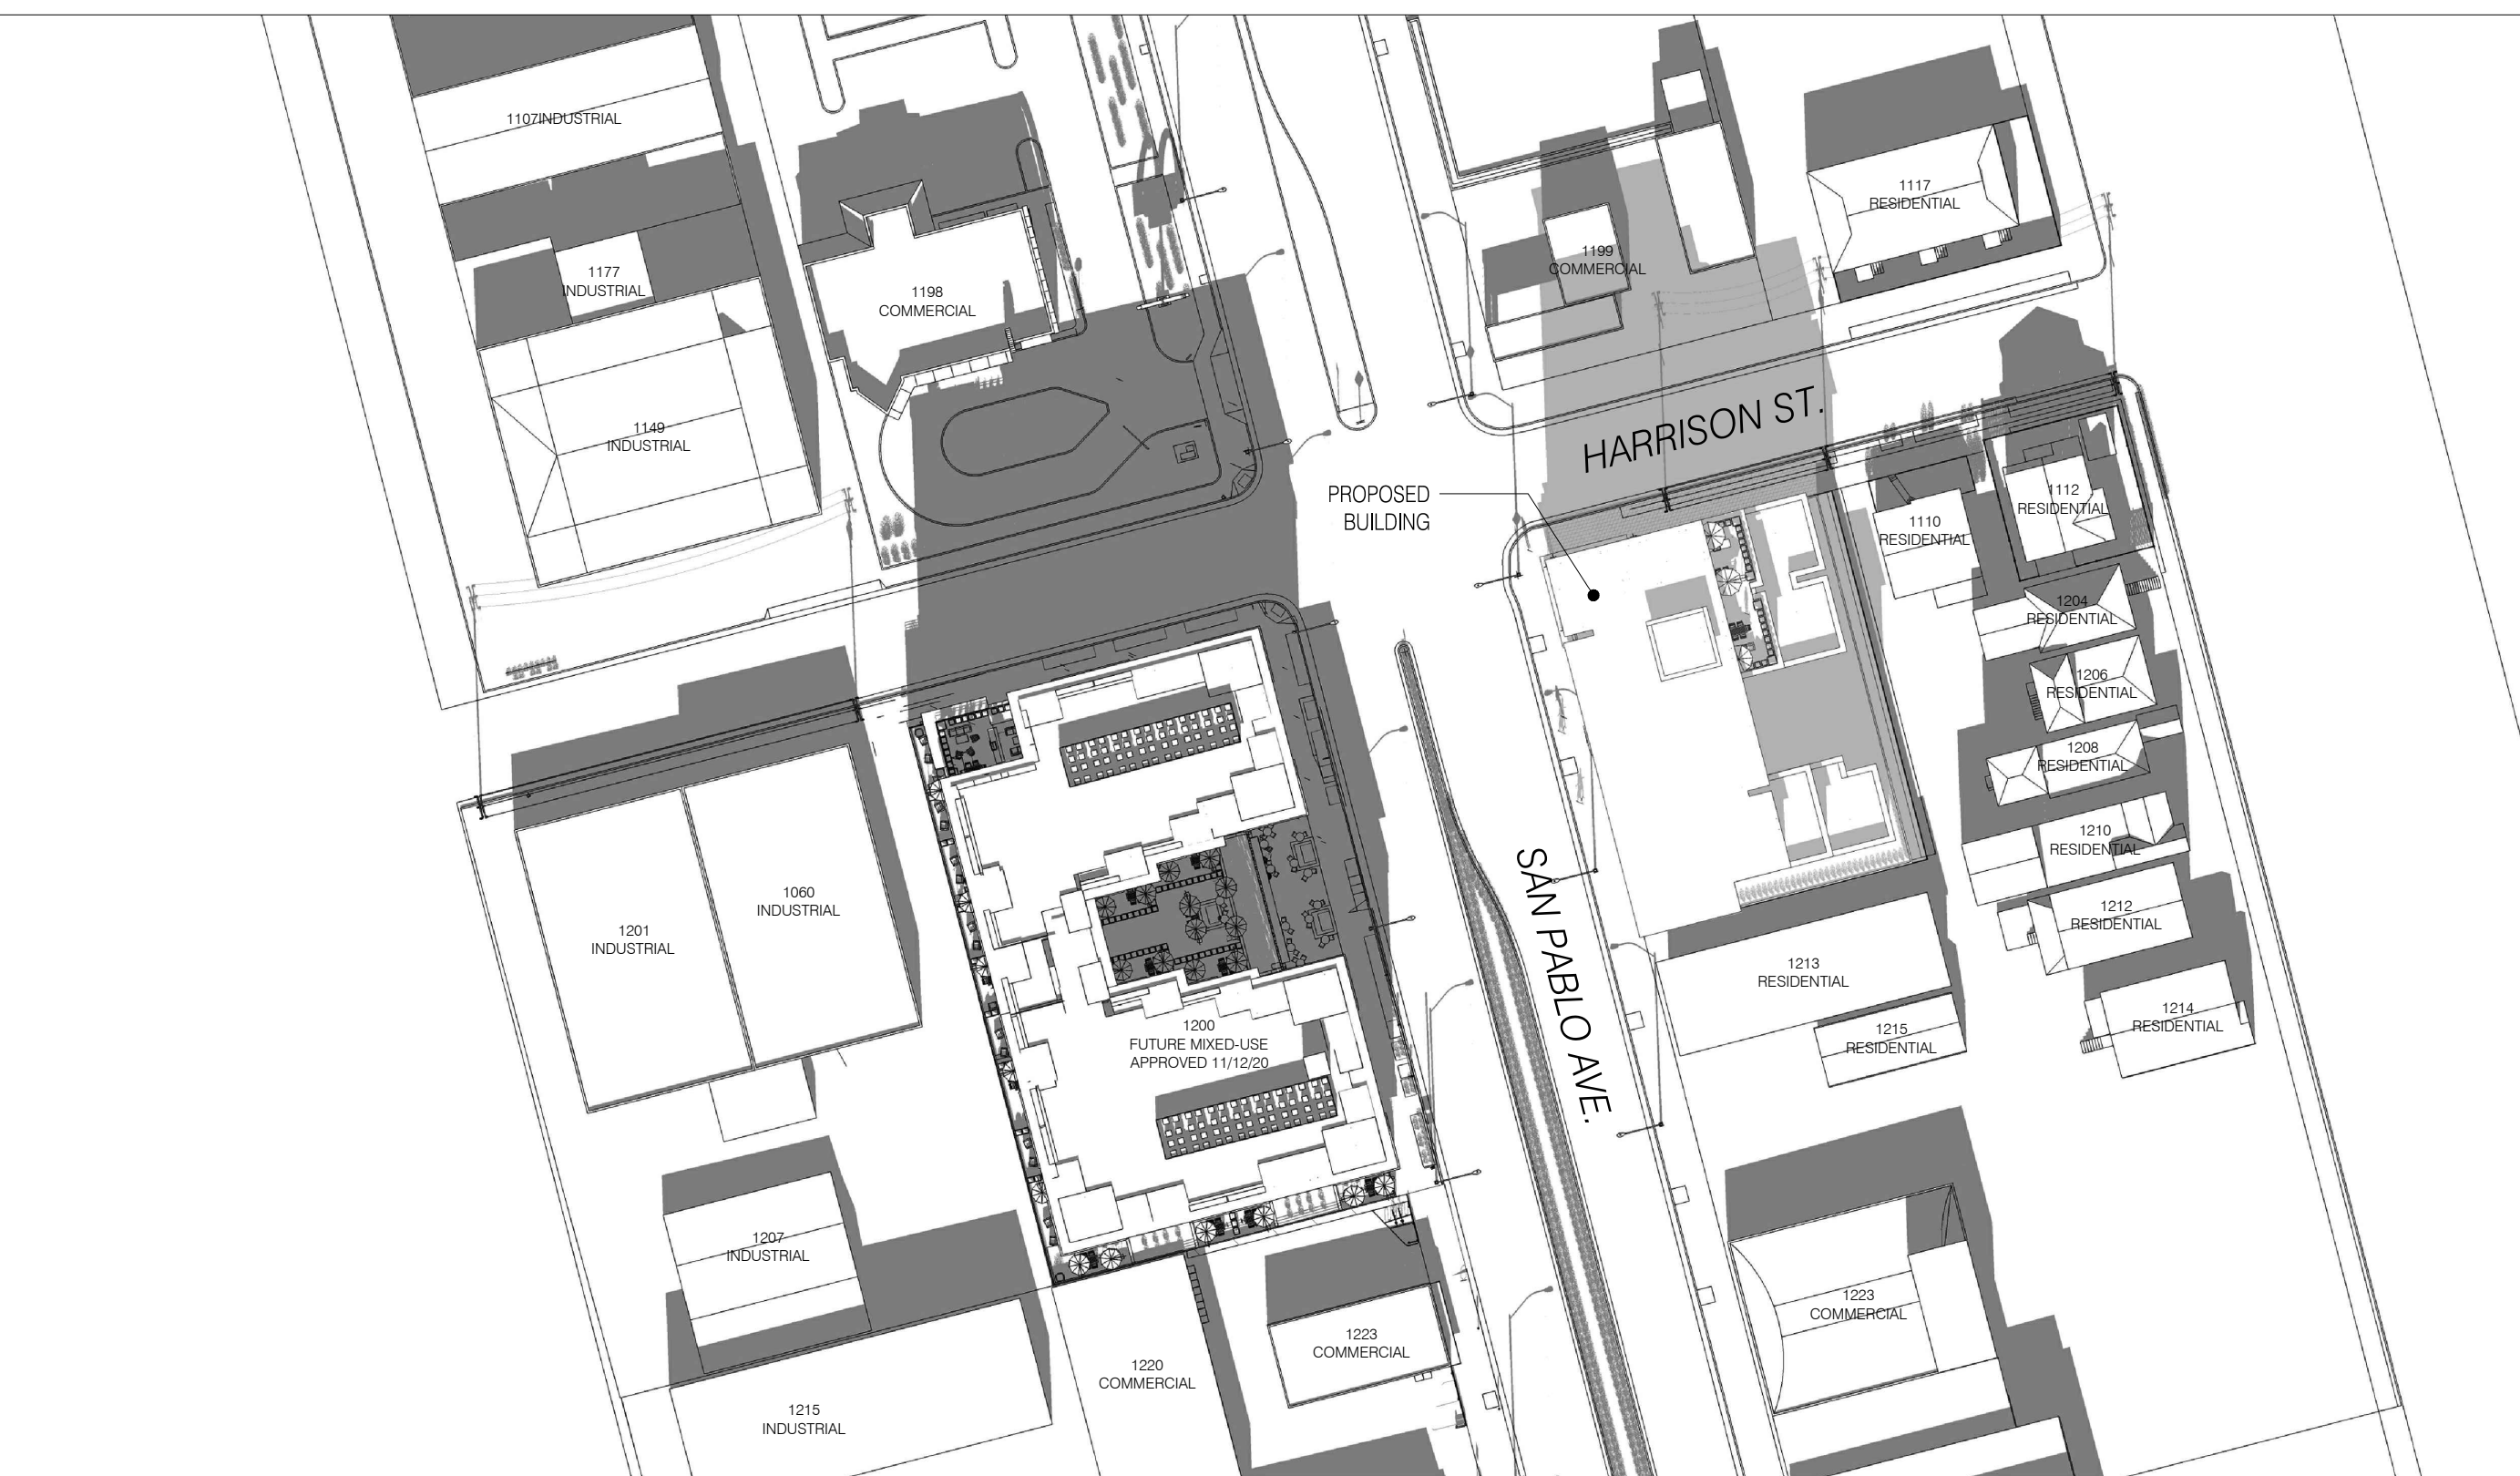 1107INDUSTRIAL
1177
INDUSTRIAL
1198
COMMERCIAL
1149
INDUSTRIAL
1199
COMMERCIAL
1117
RESIDENTIAL
HARRISON ST.
PROPOSED
BUILDING
1110
RESIDENTIAL
1112
RESIDENTIAL
1204
RESIDENTIAL
1206
RESIDENTIAL
1208
RESIDENTIAL
1210
RESIDENTIAL
1212
RESIDENTIAL
1214
RESIDENTIAL
1213
RESIDENTIAL
1215
RESIDENTIAL
SAN PABLO AVE.
1060
INDUSTRIAL
1201
INDUSTRIAL
1200
FUTURE MIXED-USE
APPROVED 11/12/20
1207
INDUSTRIAL
1215
INDUSTRIAL
1220
COMMERCIAL
1223
COMMERCIAL
1223
COMMERCIAL